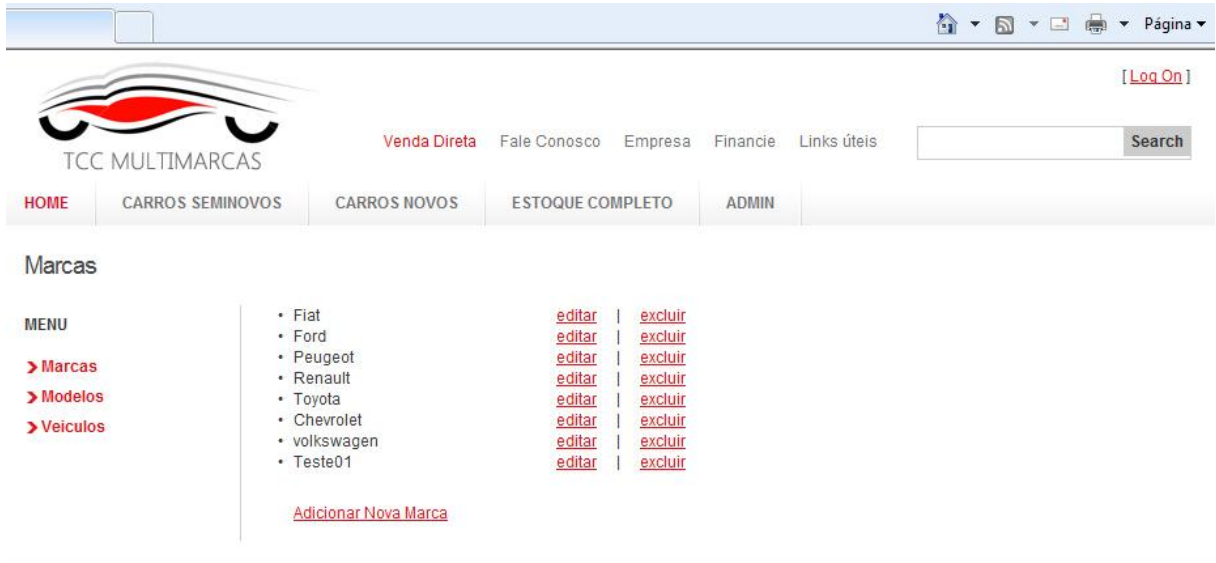 Página
[ Log On ]
TCC MULTIMARCAS
Venda Direta Fale Conosco Empresa Financie Links úteis Search
HOME CARROS SEMINOVOS CARROS NOVOS ESTOQUE COMPLETO ADMIN
Marcas
MENU
Marcas
Modelos
Veiculos
• Fiat editar | excluir
• Ford editar | excluir
• Peugeot editar | excluir
• Renault editar | excluir
• Toyota editar | excluir
• Chevrolet editar | excluir
• volkswagen editar | excluir
• Teste01 editar | excluir
Adicionar Nova Marca